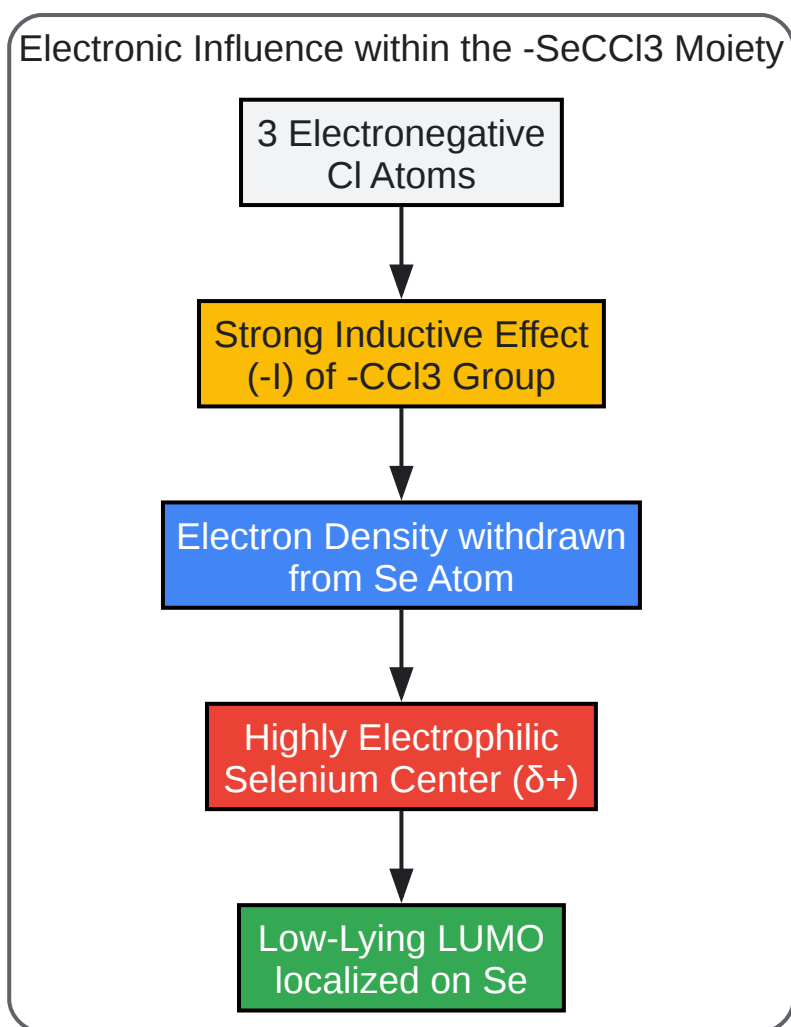 Electronic Influence within the -SeCCl3 Moiety
3 Electronegative
Cl Atoms
Strong Inductive Effect
(-I) of -CCl3 Group
Electron Density withdrawn
from Se Atom
Highly Electrophilic
Selenium Center (δ+)
Low-Lying LUMO
localized on Se